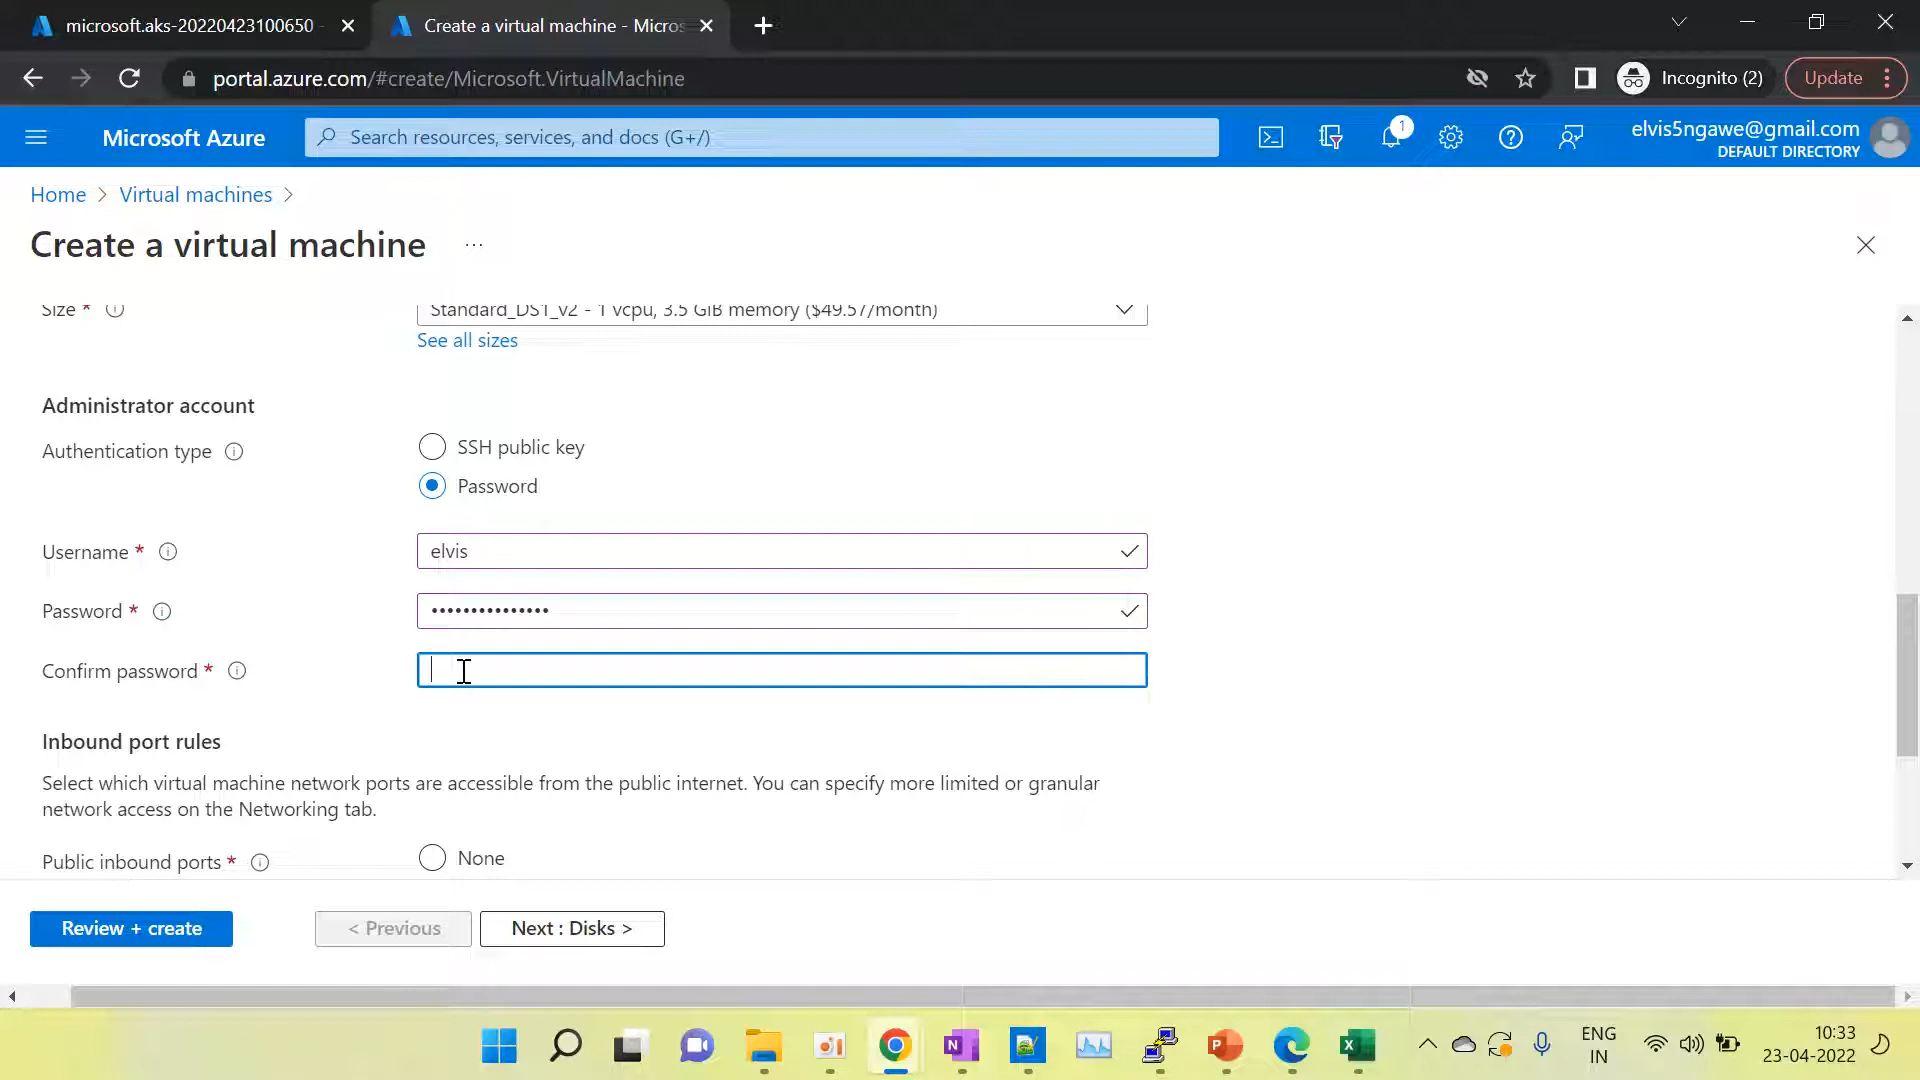 microsoft.aks-20220423100650
Create a virtual machine - Micros
portal.azure.com/#create/Microsoft.VirtualMachine
Incognito (2)
Update
Microsoft Azure
Search resources, services, and docs (G+/)
1
elvis5ngawe@gmail.com
DEFAULT DIRECTORY
Home > Virtual machines >
Create a virtual machine ...
Size *
Standard_DS1_v2 - 1 vcpu, 3.5 GiB memory ($49.57/month)
See all sizes
Administrator account
Authentication type
SSH public key
Password
Username *
elvis
Password *
•••••••••••••••
Confirm password *
Inbound port rules
Select which virtual machine network ports are accessible from the public internet. You can specify more limited or granular
network access on the Networking tab.
Public inbound ports *
None
Review + create
< Previous
Next : Disks >
ENG
IN
10:33
23-04-2022